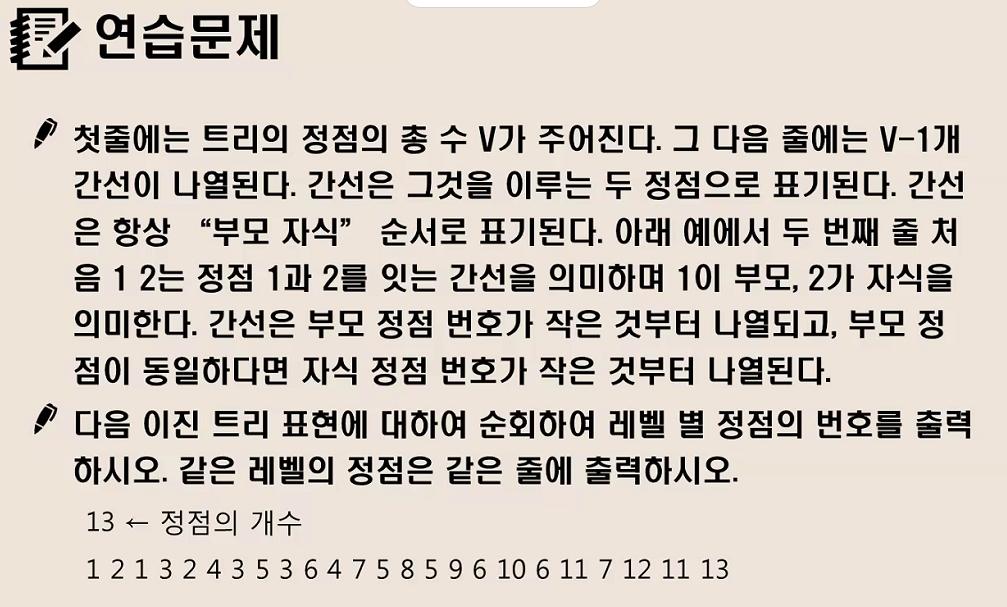 연습문제
첫줄에는 트리의 정점의 총 수 V가 주어진다. 그 다음 줄에는 V-1개
간선이 나열된다. 간선은 그것을 이루는 두 정점으로 표기된다. 간선
은 항상 “부모 자식” 순서로 표기된다. 아래 예에서 두 번째 줄 처
음 1 2는 정점 1과 2를 잇는 간선을 의미하며 1이 부모, 2가 자식을
의미한다. 간선은 부모 정점 번호가 작은 것부터 나열되고, 부모 정
점이 동일하다면 자식 정점 번호가 작은 것부터 나열된다.
다음 이진 트리 표현에 대하여 순회하여 레벨 별 정점의 번호를 출력
하시오. 같은 레벨의 정점은 같은 줄에 출력하시오.
13 ← 정점의 개수
1 2 1 3 2 4 3 5 3 6 4 7 5 8 5 9 6 10 6 11 7 12 11 13